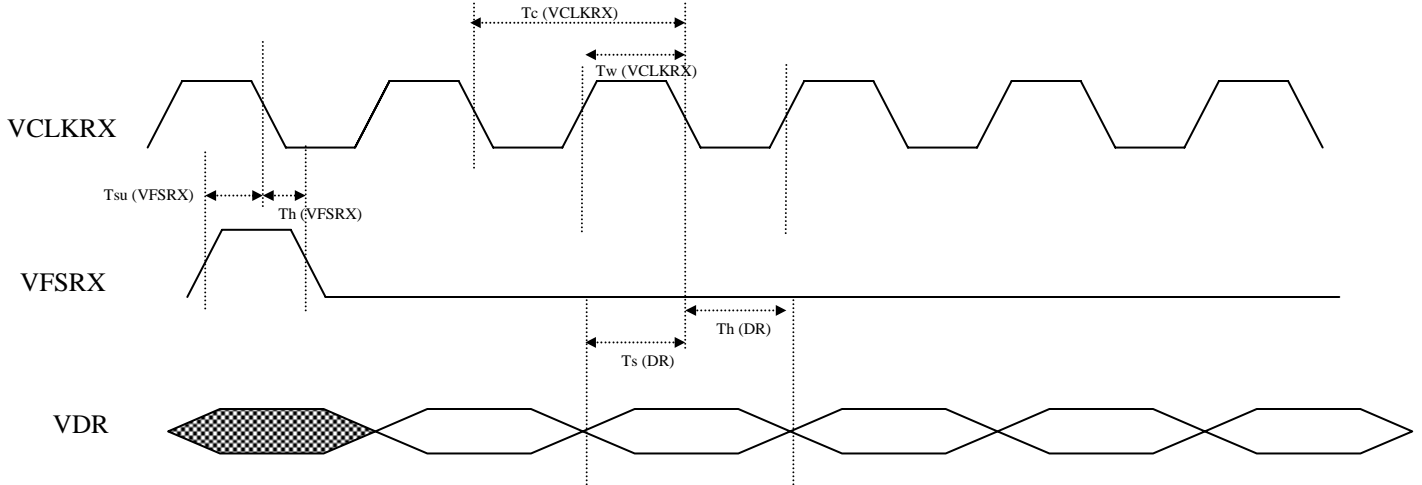 Tc (VCLKRX)
Tw (VCLKRX)
VCLKRX
Tsu (VFSRX)
Th (VFSRX)
VFSRX
Th (DR)
Ts (DR)
VDR